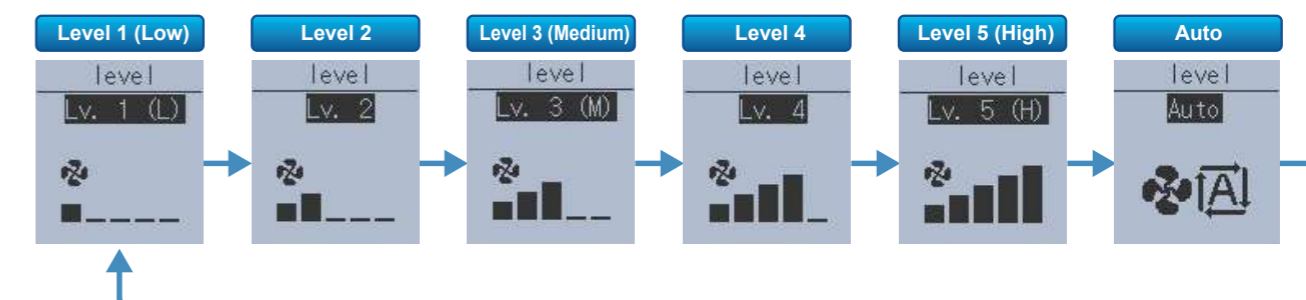 Level 1 (Low) Level 2 Level 3 (Medium) Level 4 Level 5 (High) Auto
level level level level level level
Lv. 1 (L) Lv. 2 Lv. 3 (M) Lv. 4 Lv. 5 (H) Auto
A